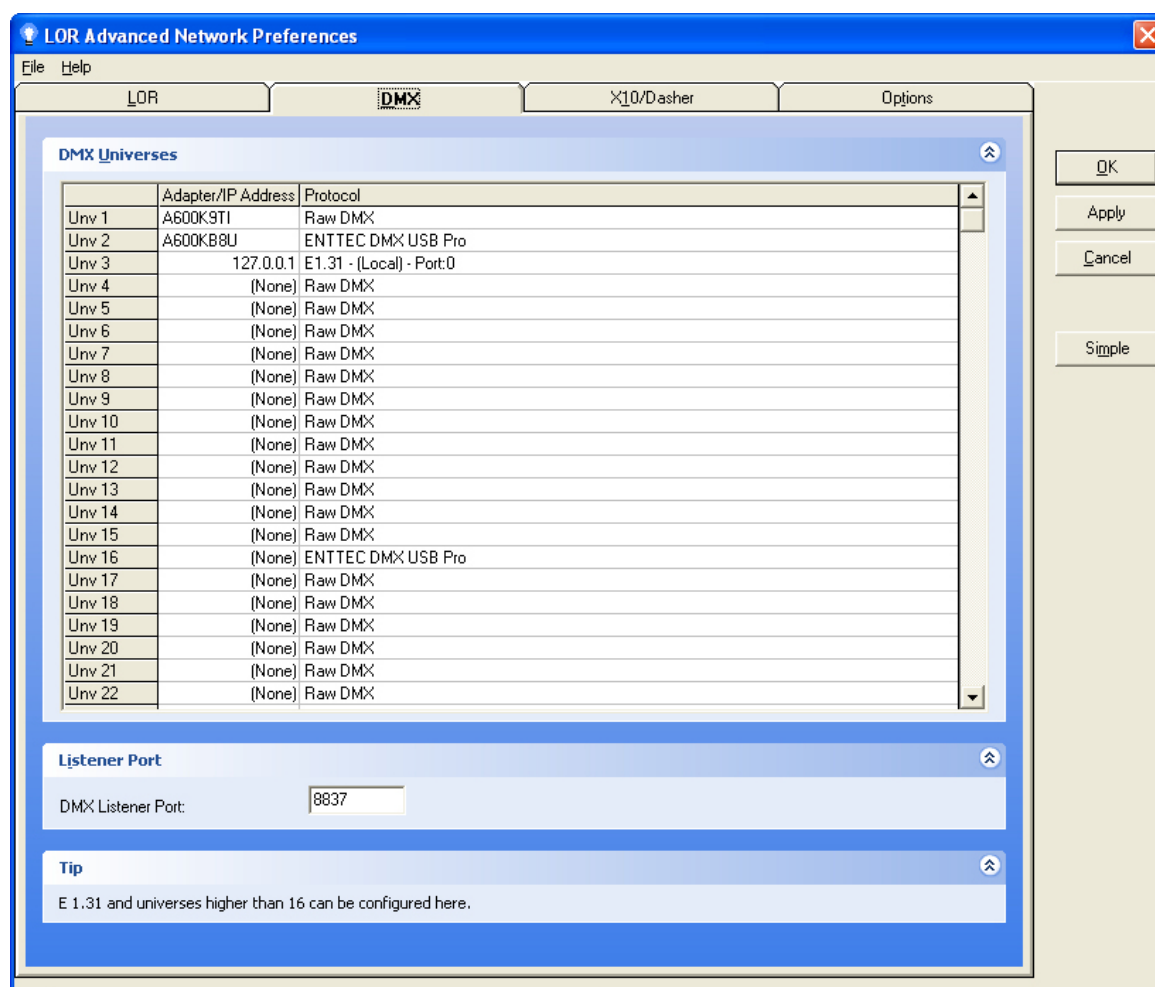 LOR Advanced Network Preferences
File Help
LOR DMX X10/Dasher Options
DMX Universes
Adapter/IP Address Protocol
Unv 1 A600K9TI Raw DMX
Unv 2 A600KB8U ENTTEC DMX USB Pro
Unv 3 127.0.0.1 E1.31 - (Local) - Port:0
Unv 4 (None) Raw DMX
Unv 5 (None) Raw DMX
Unv 6 (None) Raw DMX
Unv 7 (None) Raw DMX
Unv 8 (None) Raw DMX
Unv 9 (None) Raw DMX
Unv 10 (None) Raw DMX
Unv 11 (None) Raw DMX
Unv 12 (None) Raw DMX
Unv 13 (None) Raw DMX
Unv 14 (None) Raw DMX
Unv 15 (None) Raw DMX
Unv 16 (None) ENTTEC DMX USB Pro
Unv 17 (None) Raw DMX
Unv 18 (None) Raw DMX
Unv 19 (None) Raw DMX
Unv 20 (None) Raw DMX
Unv 21 (None) Raw DMX
Unv 22 (None) Raw DMX
Listener Port
DMX Listener Port: 8837
Tip
E 1.31 and universes higher than 16 can be configured here.
OK
Apply
Cancel
Simple